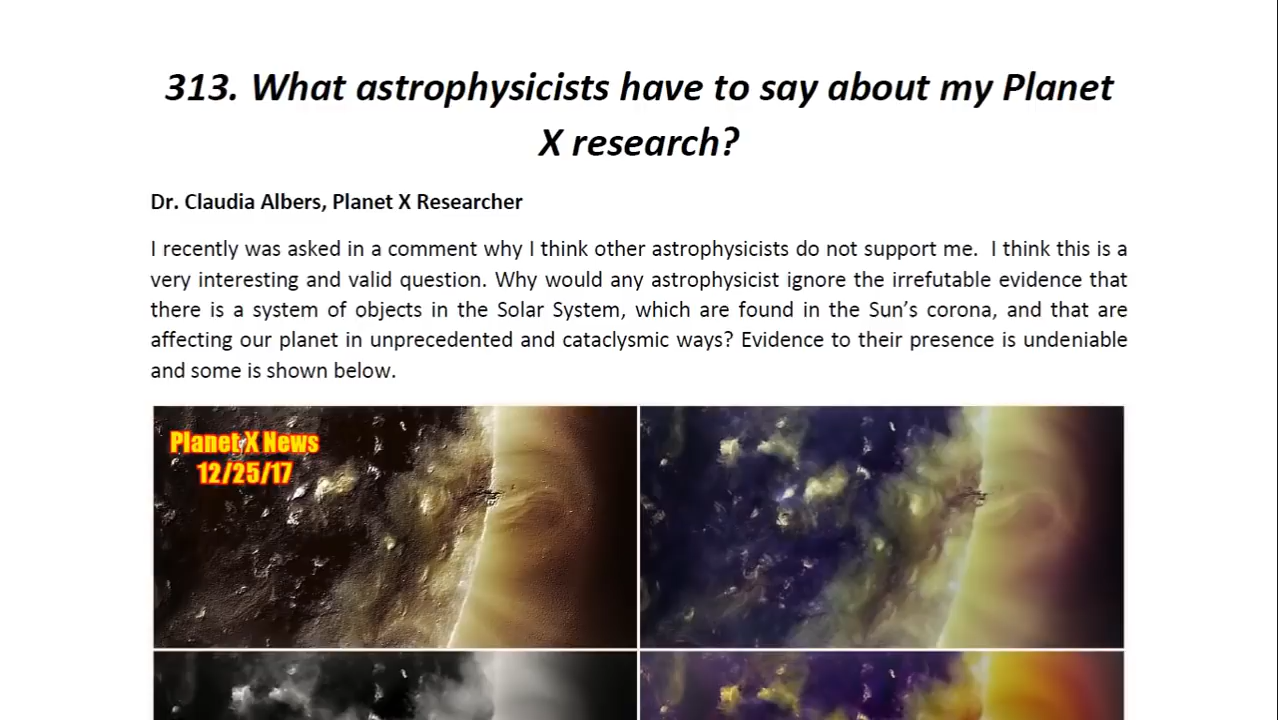 313. What astrophysicists have to say about my Planet
X research?
Dr. Claudia Albers, Planet X Researcher
I recently was asked in a comment why I think other astrophysicists do not support me. I think this is a
very interesting and valid question. Why would any astrophysicist ignore the irrefutable evidence that
there is a system of objects in the Solar System, which are found in the Sun’s corona, and that are
affecting our planet in unprecedented and cataclysmic ways? Evidence to their presence is undeniable
and some is shown below.
Planet X News
12/25/17